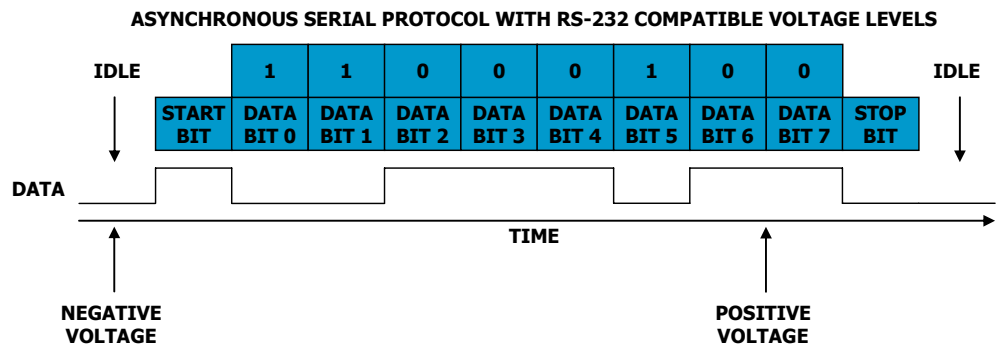 ASYNCHRONOUS SERIAL PROTOCOL WITH RS-232 COMPATIBLE VOLTAGE LEVELS
IDLE 1 1 0 0 0 1 0 0 IDLE
START DATA DATA DATA DATA DATA DATA DATA DATA STOP
BIT BIT 0 BIT 1 BIT 2 BIT 3 BIT 4 BIT 5 BIT 6 BIT 7 BIT
DATA
TIME
NEGATIVE POSITIVE
VOLTAGE VOLTAGE